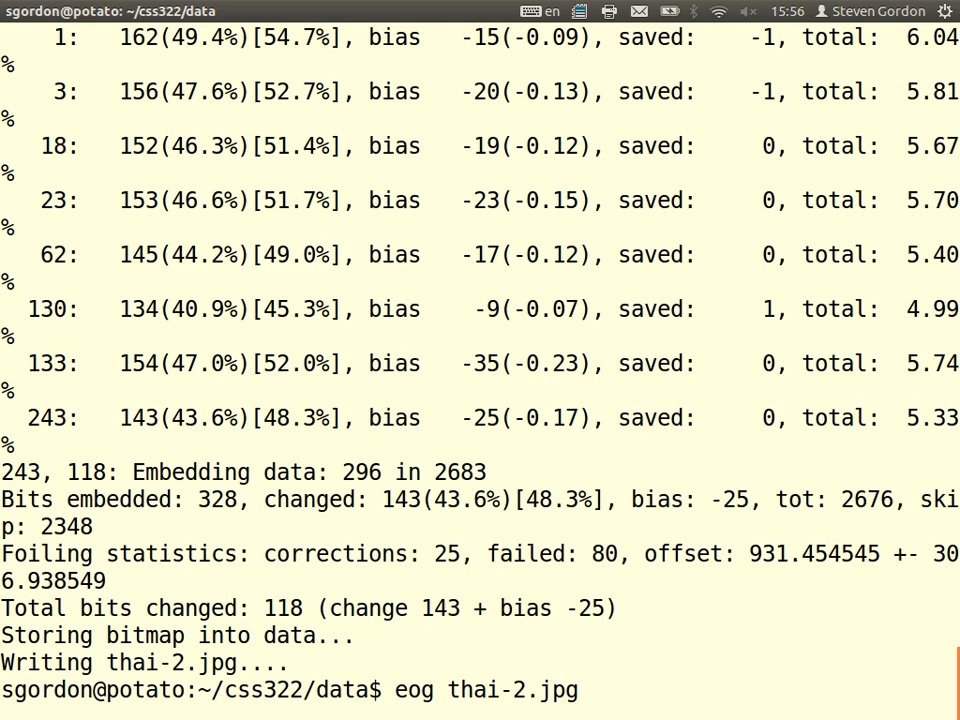 sgordon@potato: ~/css322/data en 15:56 Steven Gordon
1: 162(49.4%)[54.7%], bias -15(-0.09), saved: -1, total: 6.04
%
3: 156(47.6%)[52.7%], bias -20(-0.13), saved: -1, total: 5.81
%
18: 152(46.3%)[51.4%], bias -19(-0.12), saved: 0, total: 5.67
%
23: 153(46.6%)[51.7%], bias -23(-0.15), saved: 0, total: 5.70
%
62: 145(44.2%)[49.0%], bias -17(-0.12), saved: 0, total: 5.40
%
130: 134(40.9%)[45.3%], bias -9(-0.07), saved: 1, total: 4.99
%
133: 154(47.0%)[52.0%], bias -35(-0.23), saved: 0, total: 5.74
%
243: 143(43.6%)[48.3%], bias -25(-0.17), saved: 0, total: 5.33
%
243, 118: Embedding data: 296 in 2683
Bits embedded: 328, changed: 143(43.6%)[48.3%], bias: -25, tot: 2676, ski
p: 2348
Foiling statistics: corrections: 25, failed: 80, offset: 931.454545 +- 30
6.938549
Total bits changed: 118 (change 143 + bias -25)
Storing bitmap into data...
Writing thai-2.jpg....
sgordon@potato:~/css322/data$ eog thai-2.jpg